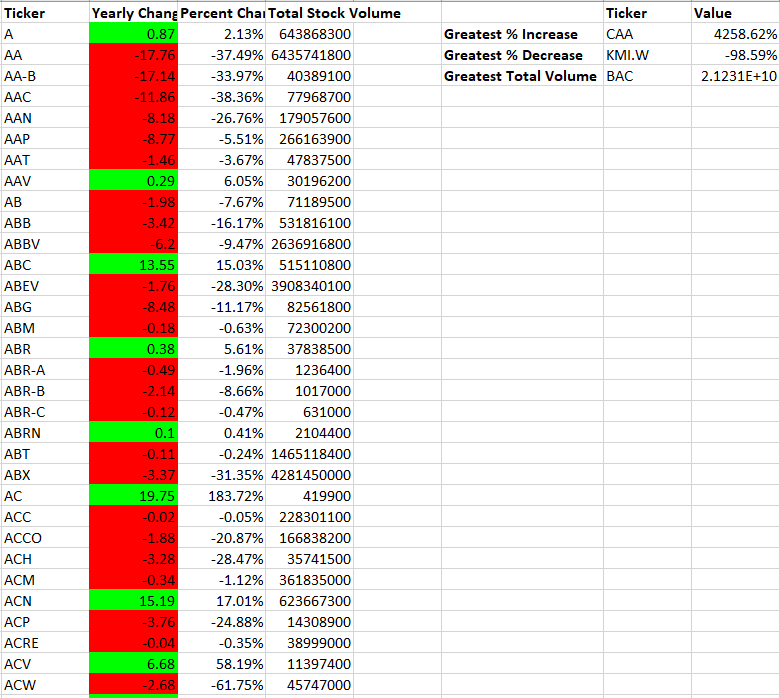 Ticker Yearly Chang Percent Chan Total Stock Volume Ticker Value
A 0.87 2.13% 643868300 Greatest % Increase CAA 4258.62%
AA -17.76 -37.49% 6435741800 Greatest % Decrease KMI.W -98.59%
AA-B -17.14 -33.97% 40389100 Greatest Total Volume BAC 2.1231E+10
AAC -11.86 -38.36% 77968700
AAN -8.18 -26.76% 179057600
AAP -8.77 -5.51% 266163900
AAT -1.46 -3.67% 47837500
AAV 0.29 6.05% 30196200
AB -1.98 -7.67% 71189500
ABB -3.42 -16.17% 531816100
ABBV -6.2 -9.47% 2636916800
ABC 13.55 15.03% 515110800
ABEV -1.76 -28.30% 3908340100
ABG -8.48 -11.17% 82561800
ABM -0.18 -0.63% 72300200
ABR 0.38 5.61% 37838500
ABR-A -0.49 -1.96% 1236400
ABR-B -2.14 -8.66% 1017000
ABR-C -0.12 -0.47% 631000
ABRN 0.1 0.41% 2104400
ABT -0.11 -0.24% 1465118400
ABX -3.37 -31.35% 4281450000
AC 19.75 183.72% 419900
ACC -0.02 -0.05% 228301100
ACCO -1.88 -20.87% 166838200
ACH -3.28 -28.47% 35741500
ACM -0.34 -1.12% 361835000
ACN 15.19 17.01% 623667300
ACP -3.76 -24.88% 14308900
ACRE -0.04 -0.35% 38999000
ACV 6.68 58.19% 11397400
ACW -2.68 -61.75% 45747000